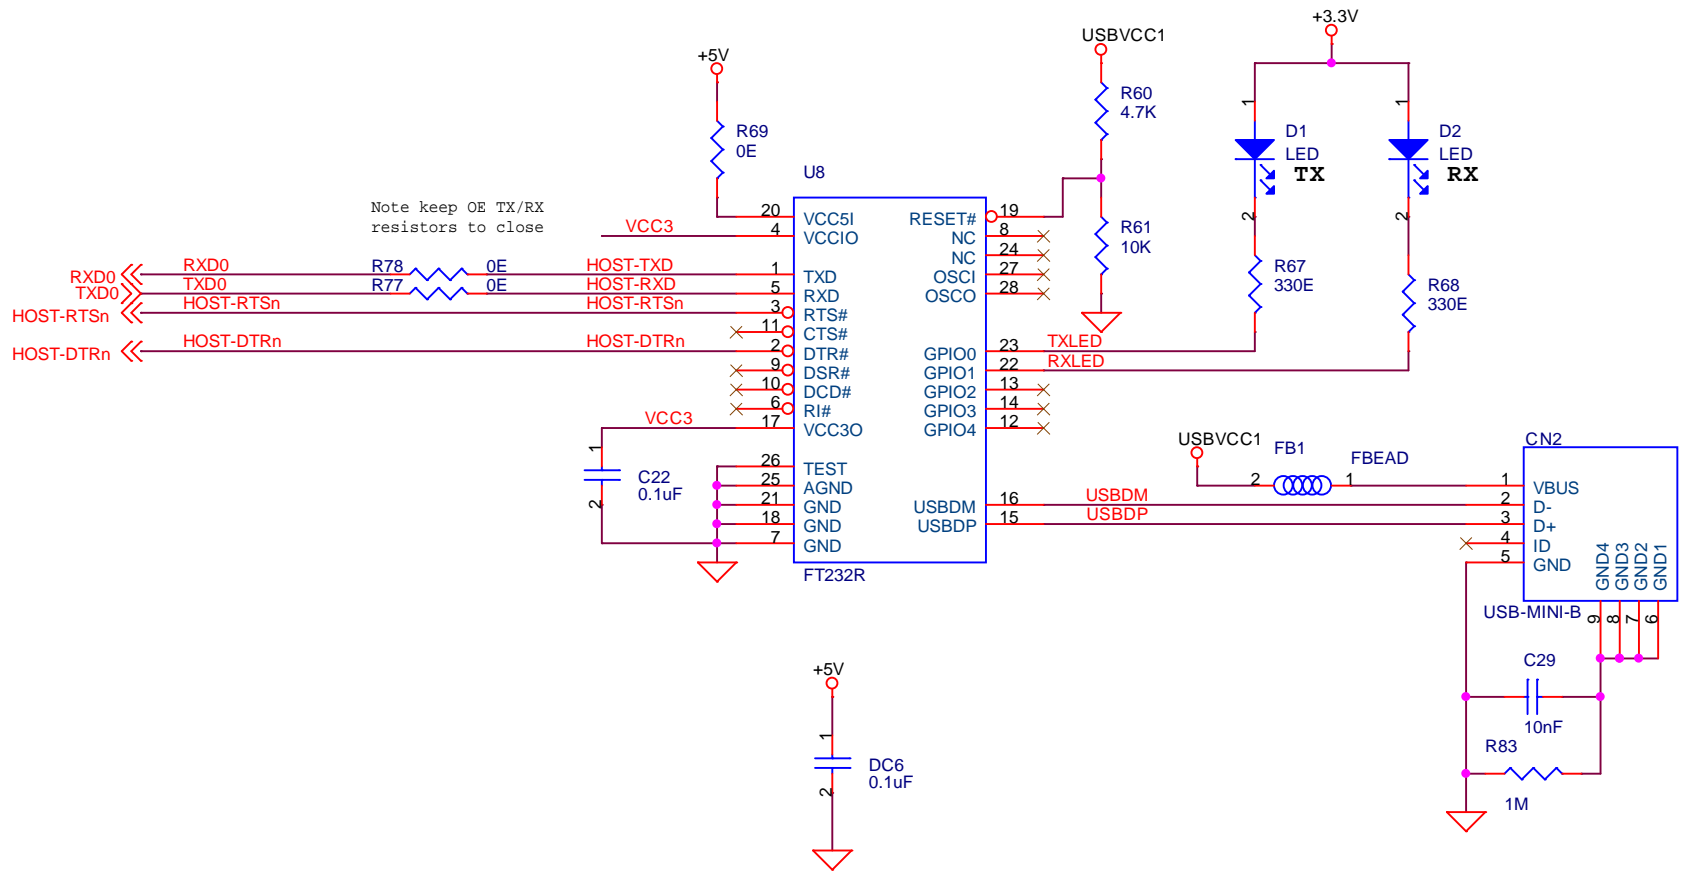 +3.3V
USBVCC1
+5V
R60
4.7K
1
1
R69
0E
D1
LED
TX
D2
LED
RX
U8
Note keep OE TX/RX
resistors to close
20
VCC5I
RESET#
19
2
2
VCC3
4
VCCIO
NC
8
R61
10K
NC
24
RXD0
RXD0
R78
0E
HOST-TXD
1
TXD
OSCI
27
R67
330E
TXD0
TXD0
R77
0E
HOST-RXD
5
RXD
OSCO
28
R68
330E
HOST-RTSn
HOST-RTSn
HOST-RTSn
3
RTS#
11
CTS#
HOST-DTRn
HOST-DTRn
HOST-DTRn
2
DTR#
GPIO0
23
TXLED
9
DSR#
GPIO1
22
RXLED
10
DCD#
GPIO2
13
6
RI#
GPIO3
14
VCC3
17
VCC3O
GPIO4
12
1
C22
0.1uF
2
26
TEST
25
AGND
21
GND
18
GND
7
GND
USBDM
16
USBDM
USBDP
15
USBDP
FT232R
USBVCC1
FB1
FBEAD
2
1
CN2
1
VBUS
2
D-
3
D+
4
ID
5
GND
GND4
GND3
GND2
GND1
USB-MINI-B
9
8
7
6
C29
10nF
R83
1M
+5V
1
DC6
0.1uF
2